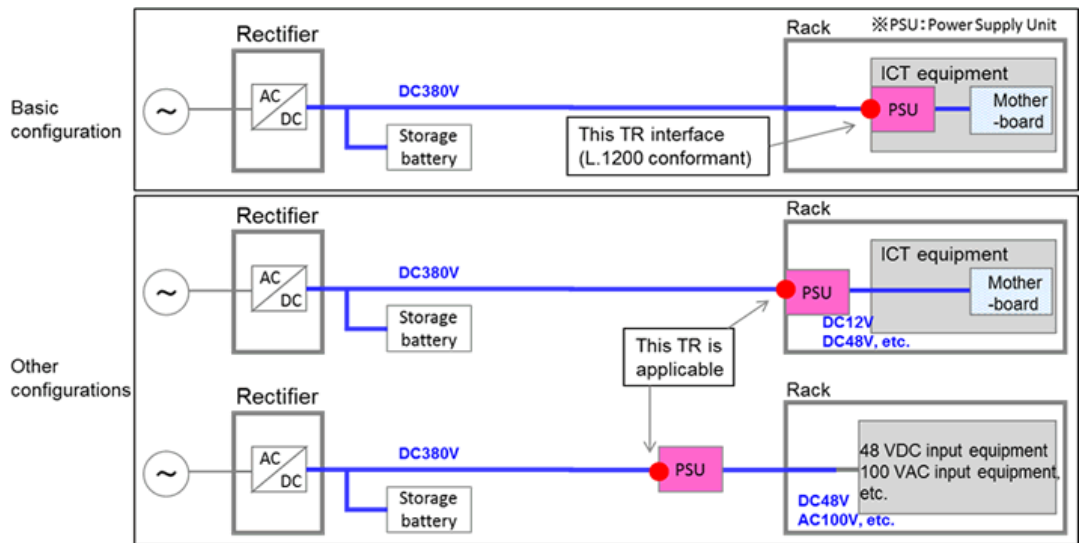 Basic
configuration
Rectifier
AC
DC
DC380V
Storage
battery
This TR interface
(L.1200 conformant)
Rack
※PSU：Power Supply Unit
ICT equipment
PSU
Mother
-board
Other
configurations
Rectifier
AC
DC
DC380V
Storage
battery
Rack
ICT equipment
PSU
Mother
-board
DC12V
DC48V, etc.
This TR is
applicable
Rectifier
AC
DC
DC380V
Storage
battery
PSU
Rack
48 VDC input equipment
100 VAC input equipment,
etc.
DC48V
AC100V, etc.